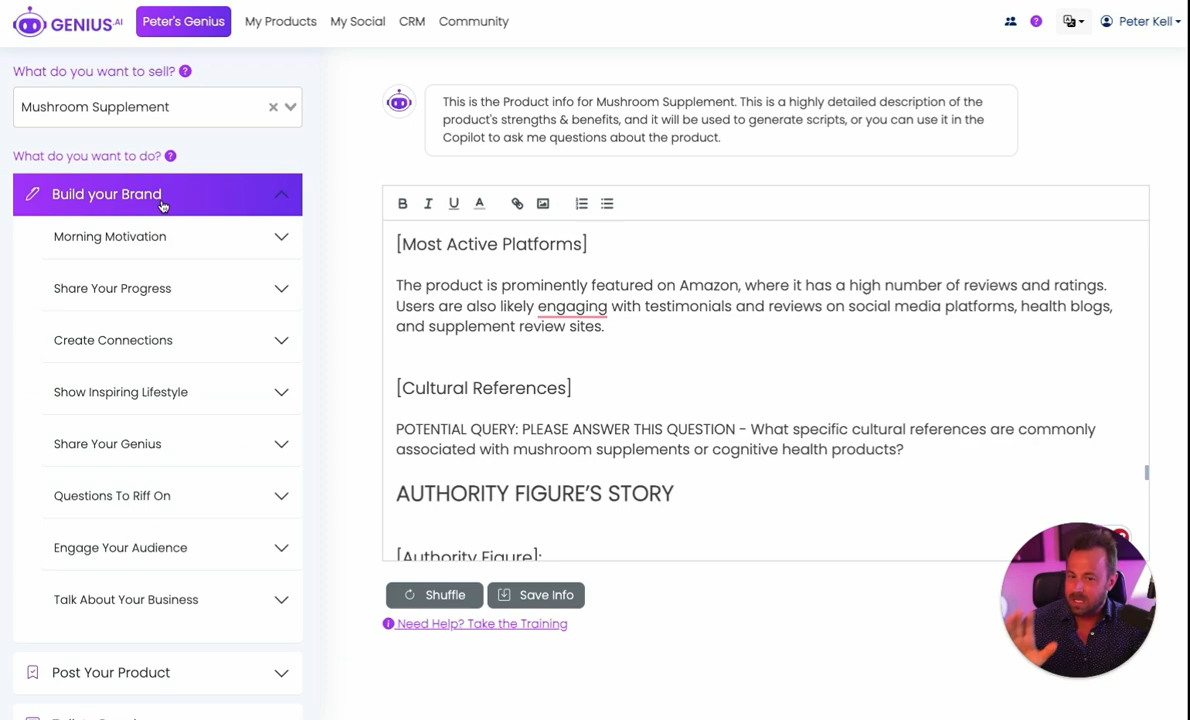 GENIUS.AI Peter's Genius My Products My Social CRM Community ? Peter Kell
What do you want to sell? ?
Mushroom Supplement
What do you want to do? ?
Build your Brand
Morning Motivation
Share Your Progress
Create Connections
Show Inspiring Lifestyle
Share Your Genius
Questions To Riff On
Engage Your Audience
Talk About Your Business
Post Your Product
This is the Product info for Mushroom Supplement. This is a highly detailed description of the
product's strengths & benefits, and it will be used to generate scripts, or you can use it in the
Copilot to ask me questions about the product.
B I U A
[Most Active Platforms]
The product is prominently featured on Amazon, where it has a high number of reviews and ratings.
Users are also likely engaging with testimonials and reviews on social media platforms, health blogs,
and supplement review sites.
[Cultural References]
POTENTIAL QUERY: PLEASE ANSWER THIS QUESTION - What specific cultural references are commonly
associated with mushroom supplements or cognitive health products?
AUTHORITY FIGURE'S STORY
[Authority Figure]:
Shuffle Save Info
Need Help? Take the Training